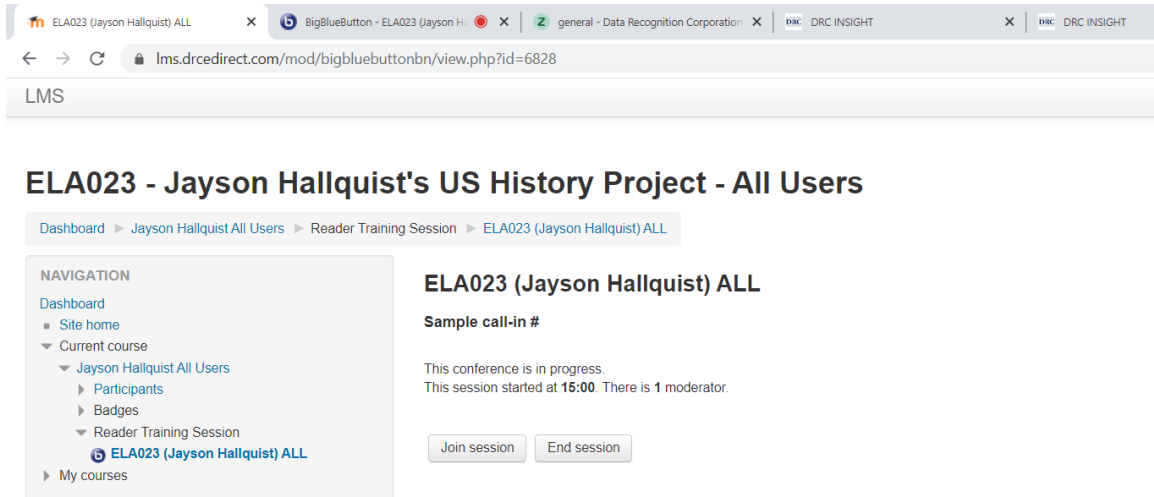 ELA023 (Jayson Hallquist) ALL
BigBlueButton - ELA023 (Jayson Ha
general - Data Recognition Corporation
DRC INSIGHT
DRC INSIGHT
lms.drcedirect.com/mod/bigbluebuttonbn/view.php?id=6828
LMS
ELA023 - Jayson Hallquist's US History Project - All Users
Dashboard Jayson Hallquist All Users Reader Training Session ELA023 (Jayson Hallquist) ALL
NAVIGATION
Dashboard
Site home
Current course
Jayson Hallquist All Users
Participants
Badges
Reader Training Session
ELA023 (Jayson Hallquist) ALL
My courses
ELA023 (Jayson Hallquist) ALL
Sample call-in #
This conference is in progress.
This session started at 15:00. There is 1 moderator.
Join session
End session